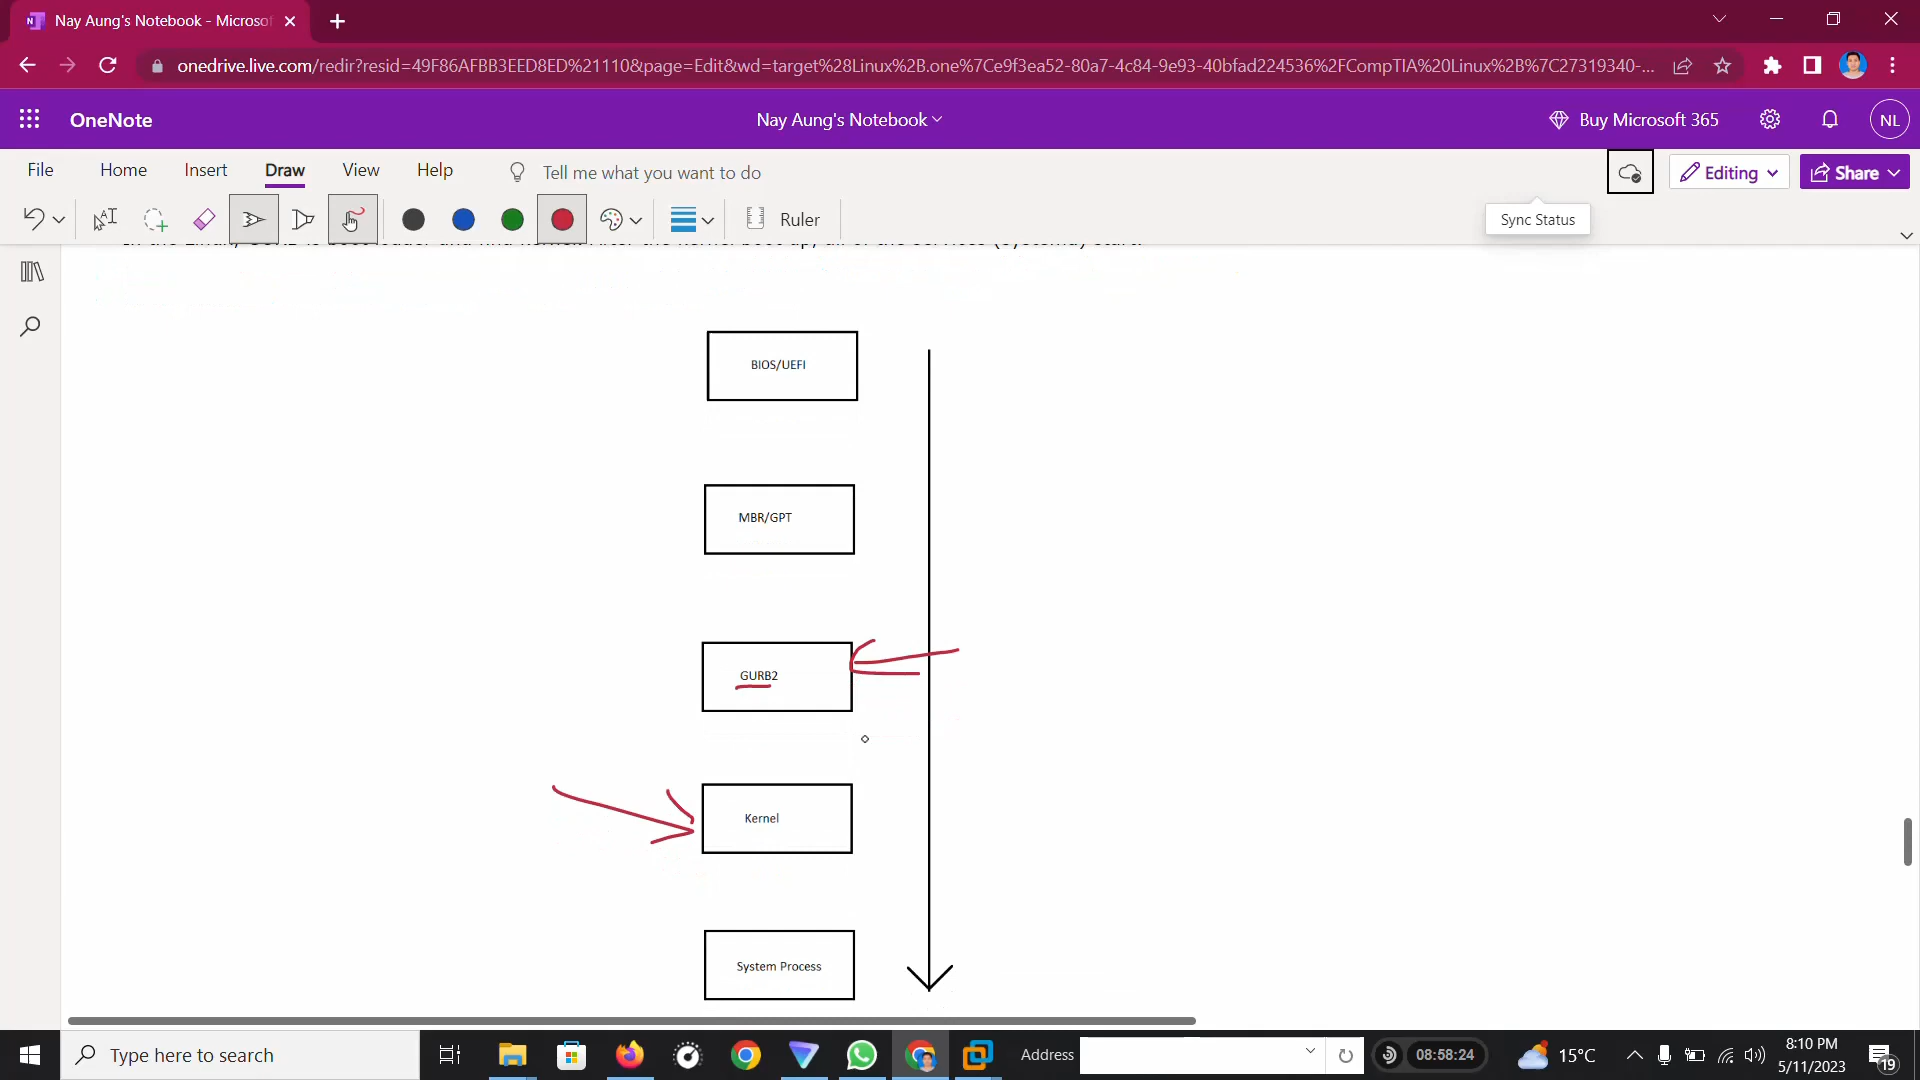 Nay Aung's Notebook - Microsof
onedrive.live.com/redir?resid=49F86AFBB3EED8ED%21110&page=Edit&wd=target%28Linux%2B.one%7Ce9f3ea52-80a7-4c84-9e93-40bfad224536%2FCompTIA%20Linux%2B%7C27319340-...
OneNote
Nay Aung's Notebook
Buy Microsoft 365
NL
File
Home
Insert
Draw
View
Help
Tell me what you want to do
Editing
Share
Ruler
Sync Status
BIOS/UEFI
MBR/GPT
GURB2
Kernel
System Process
Type here to search
Address
08:58:24
15°C
8:10 PM
5/11/2023
19